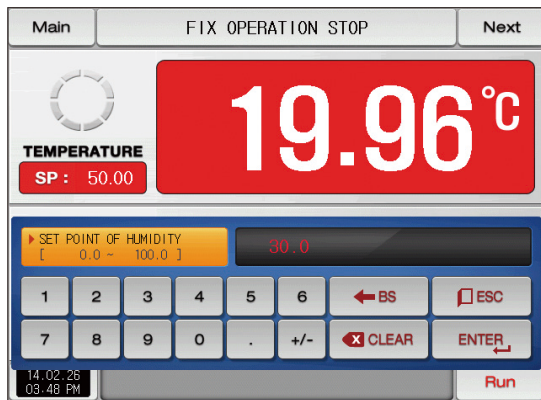 Main FIX OPERATION STOP Next
19.96°C
TEMPERATURE
SP : 50.00
SET POINT OF HUMIDITY
[ 0.0 ~ 100.0 ]
30.0
1 2 3 4 5 6 BS ESC
7 8 9 0 . +/- X CLEAR ENTER
14.02.26
03.48 PM
Run